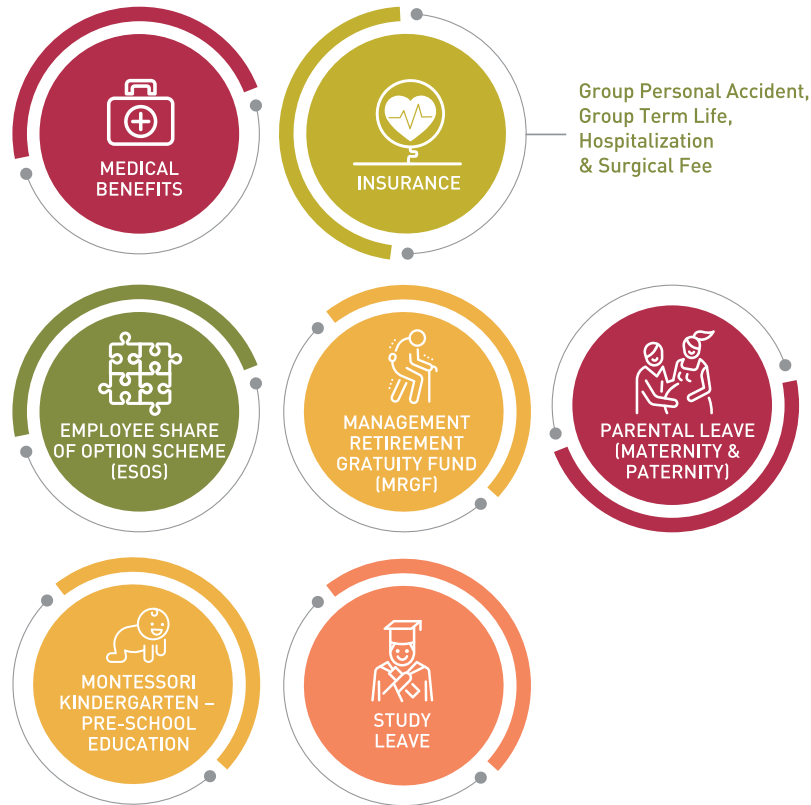 MEDICAL
BENEFITS
INSURANCE
Group Personal Accident,
Group Term Life,
Hospitalization
& Surgical Fee
EMPLOYEE SHARE
OF OPTION SCHEME
(ESOS)
MANAGEMENT
RETIREMENT
GRATUITY FUND
(MRGF)
PARENTAL LEAVE
(MATERNITY &
PATERNITY)
MONTESSORI
KINDERGARTEN –
PRE-SCHOOL
EDUCATION
STUDY
LEAVE